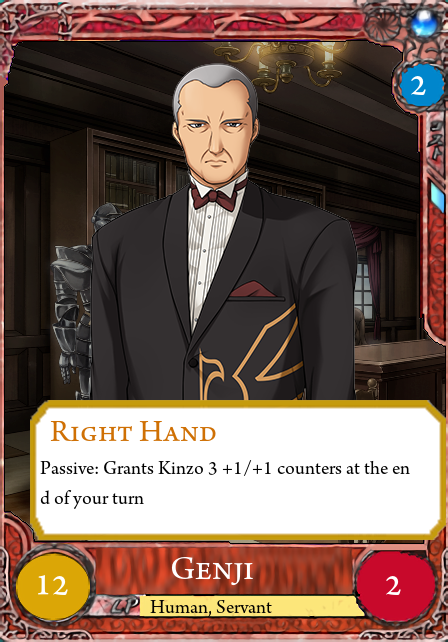 2
Right Hand
Passive: Grants Kinzo 3 +1/+1 counters at the en
d of your turn
12
Genji
2
LP
Human, Servant